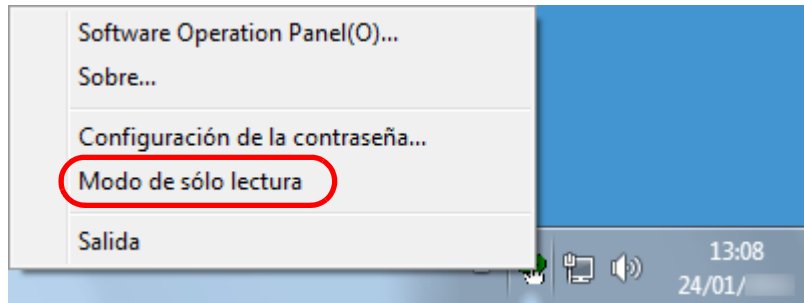 Software Operation Panel(O)...
Sobre...
Configuración de la contraseña...
Modo de sólo lectura
Salida
13:08
24/01/